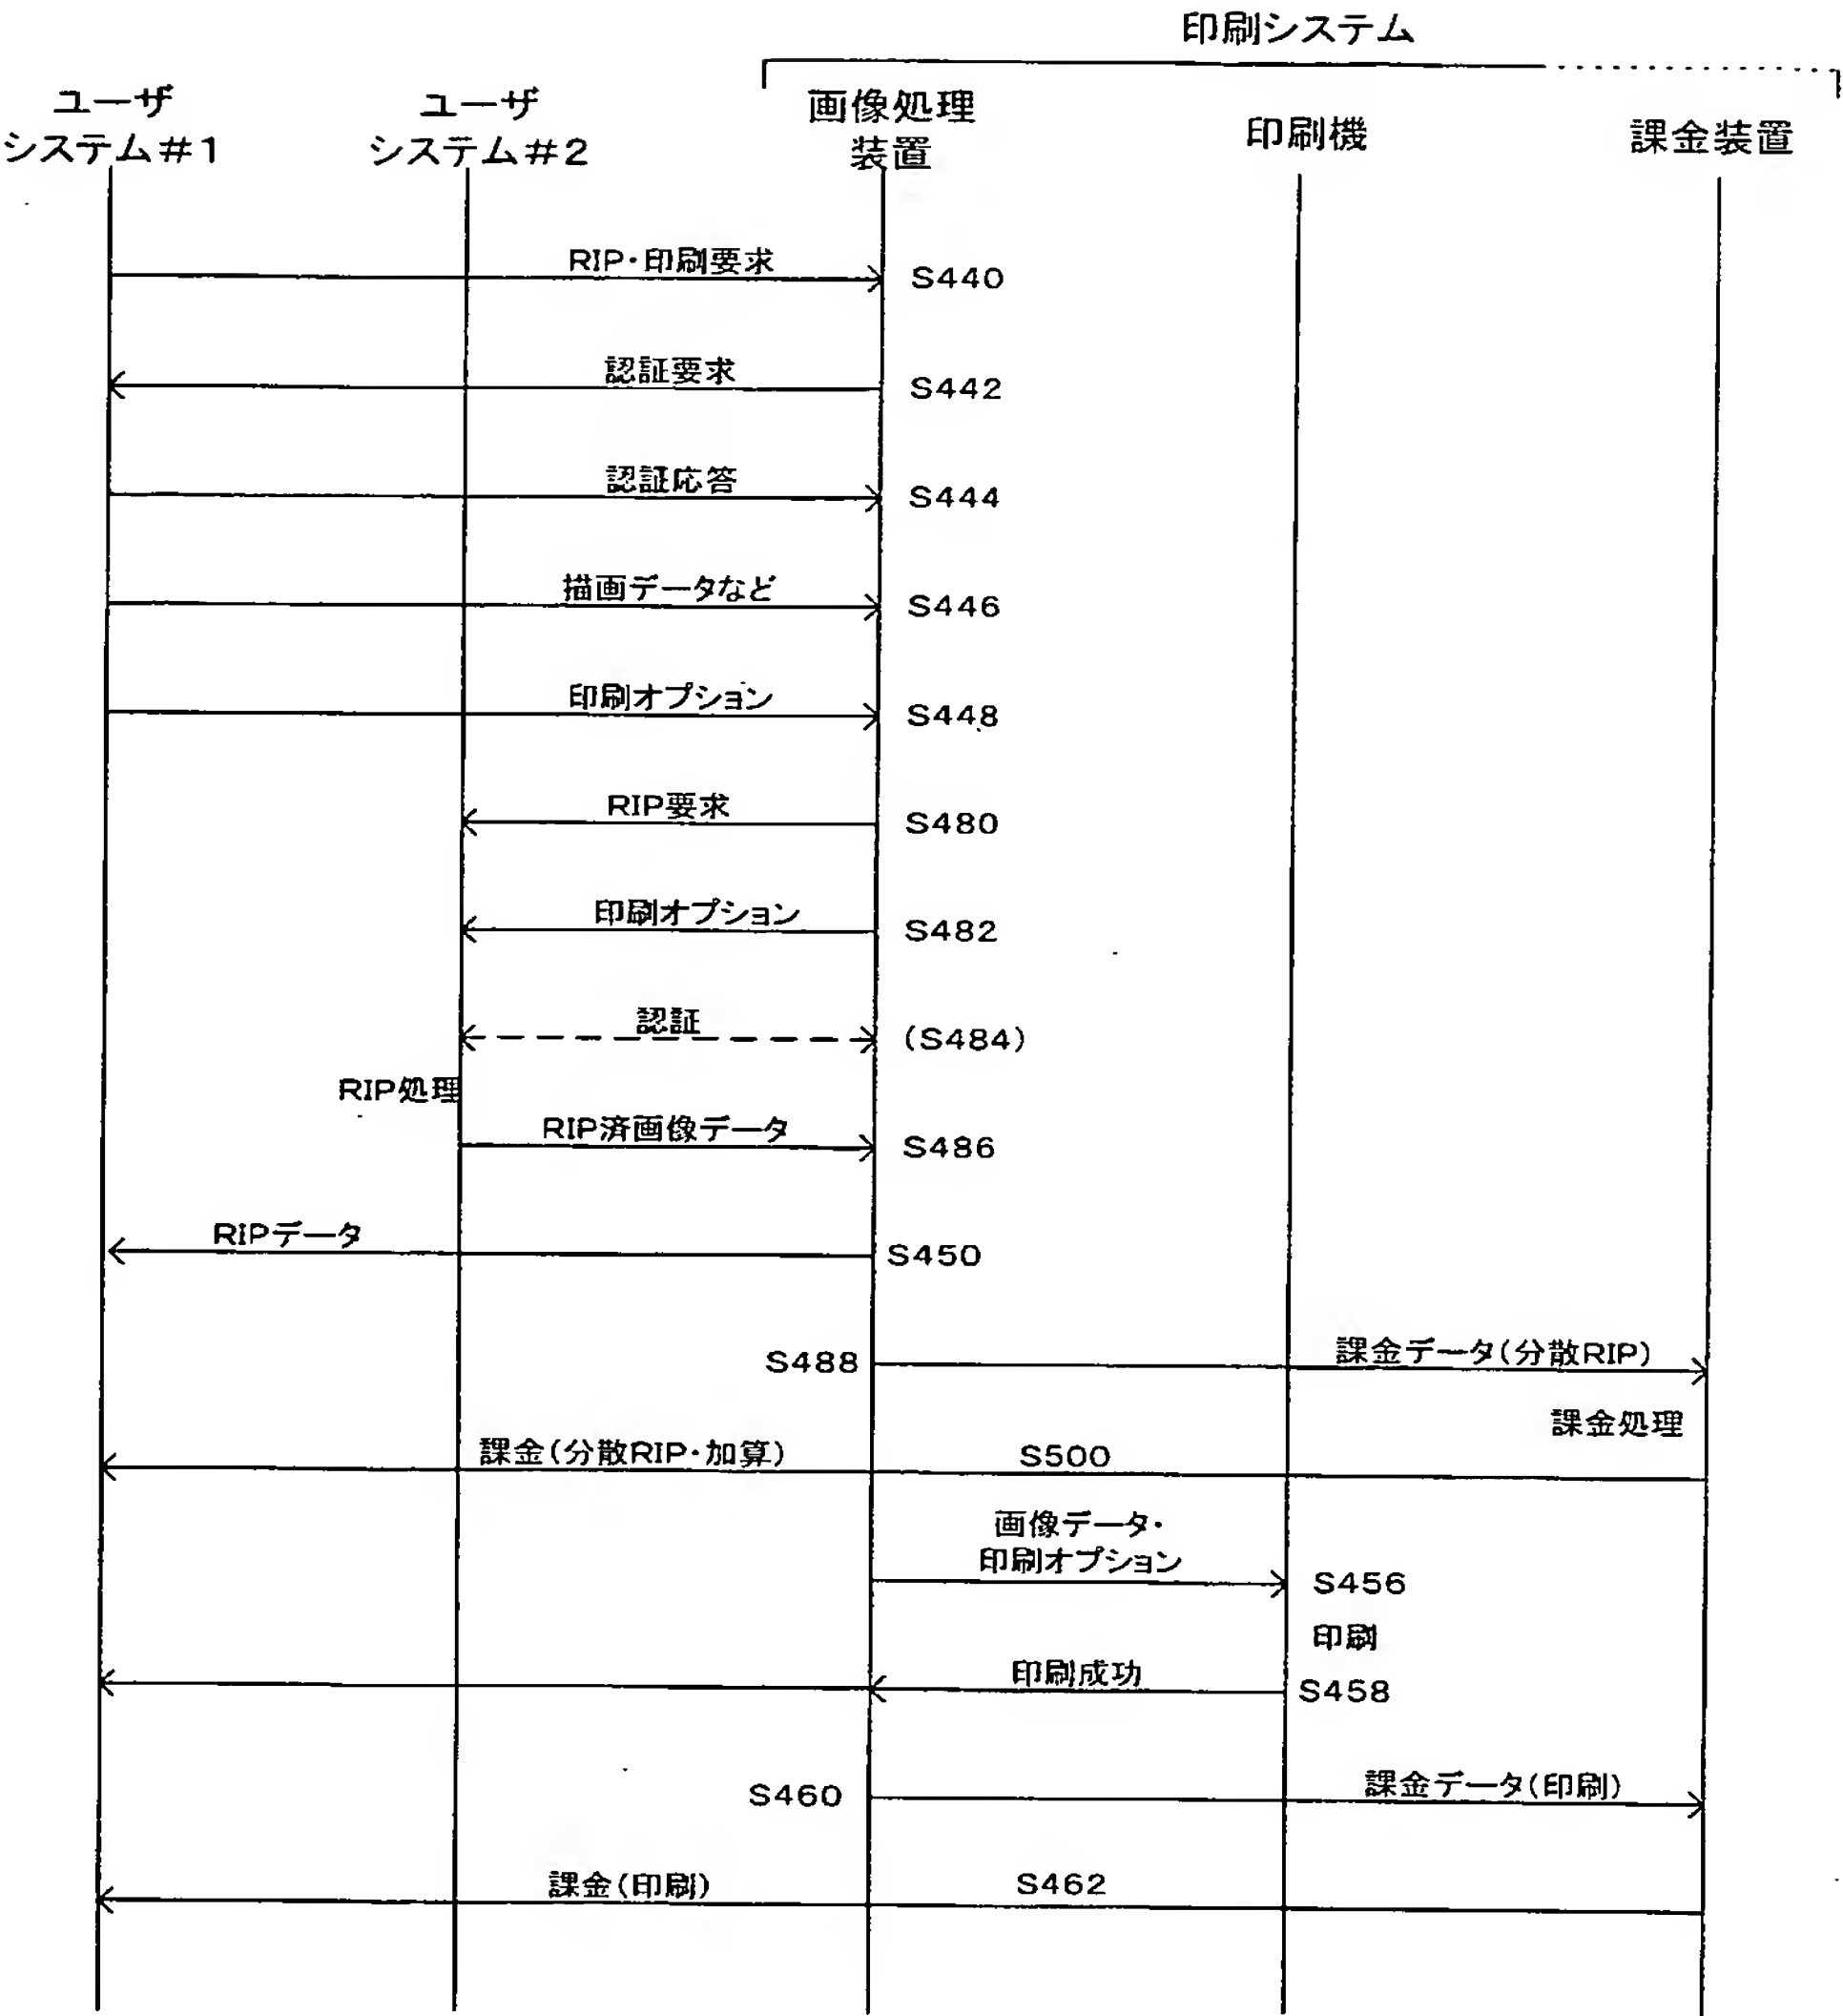 印刷システム
ユーザ
システム#1
ユーザ
システム#2
画像処理
装置
印刷機
課金装置
RIP・印刷要求
S440
認証要求
S442
認証応答
S444
描画データなど
S446
印刷オプション
S448
RIP要求
S480
印刷オプション
S482
認証
(S484)
RIP処理
RIP済画像データ
S486
RIPデータ
S450
S488
課金データ(分散RIP)
課金処理
課金(分散RIP・加算)
S500
画像データ・
印刷オプション
S456
印刷
印刷成功
S458
S460
課金データ(印刷)
課金(印刷)
S462